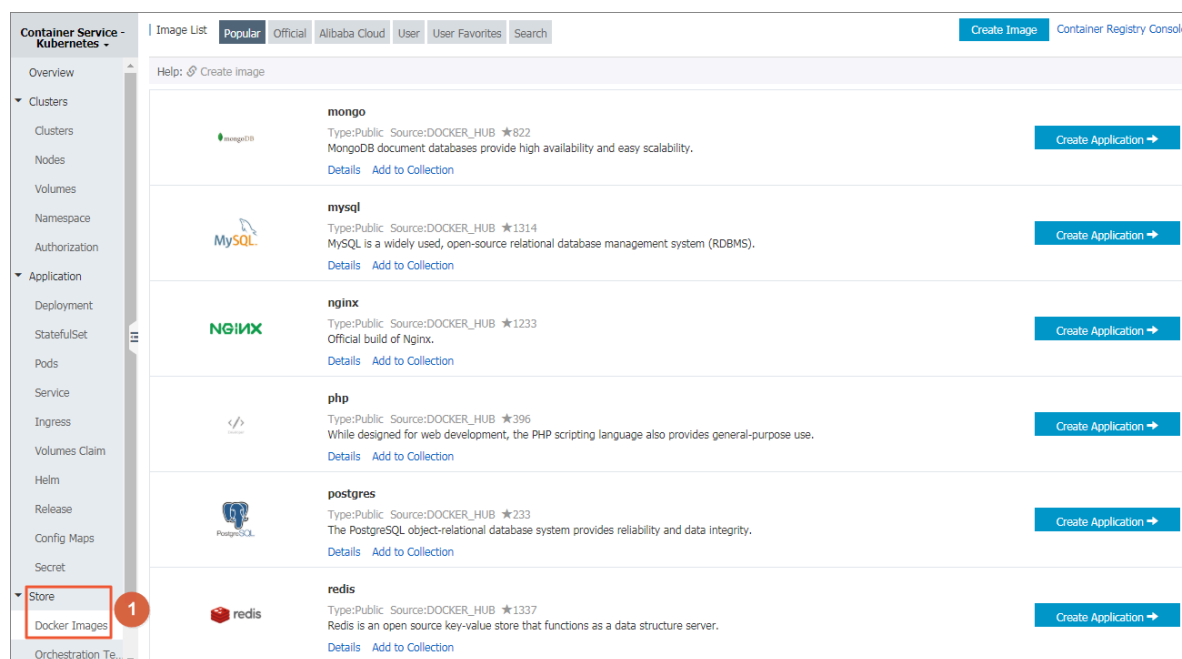 Container Service -
Kubernetes
Overview
Clusters
Clusters
Nodes
Volumes
Namespace
Authorization
Application
Deployment
StatefulSet
Pods
Service
Ingress
Volumes Claim
Helm
Release
Config Maps
Secret
Store
Docker Images
Orchestration Te...
1
Image List Popular Official Alibaba Cloud User User Favorites Search Create Image Container Registry Console
Help: Create image
mongoDB
mongo
Type:Public Source:DOCKER_HUB ★822
MongoDB document databases provide high availability and easy scalability.
Details Add to Collection
Create Application
MySQL
mysql
Type:Public Source:DOCKER_HUB ★1314
MySQL is a widely used, open-source relational database management system (RDBMS).
Details Add to Collection
Create Application
NGINX
nginx
Type:Public Source:DOCKER_HUB ★1233
Official build of Nginx.
Details Add to Collection
Create Application
php
Type:Public Source:DOCKER_HUB ★396
While designed for web development, the PHP scripting language also provides general-purpose use.
Details Add to Collection
Create Application
PostgreSQL
postgres
Type:Public Source:DOCKER_HUB ★233
The PostgreSQL object-relational database system provides reliability and data integrity.
Details Add to Collection
Create Application
redis
redis
Type:Public Source:DOCKER_HUB ★1337
Redis is an open source key-value store that functions as a data structure server.
Details Add to Collection
Create Application